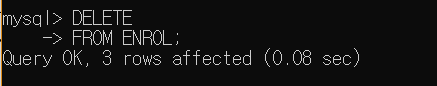 mysql> DELETE
    -> FROM ENROL;
Query OK, 3 rows affected (0.08 sec)